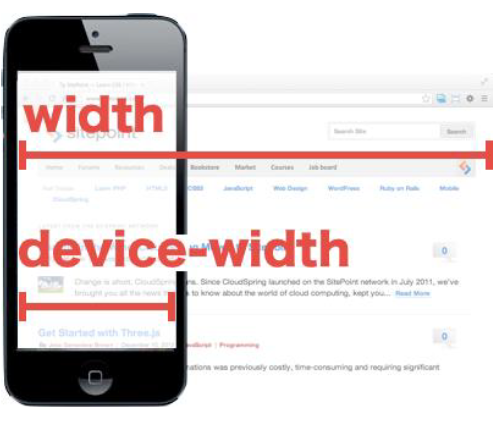 width
sitepoint
Search Site Search
Home Forums Bookstore Market Courses Job board
Learn PHP HTML5 CSS3 JavaScript Web Design WordPress Ruby on Rails Mobile
CloudSpring
device-width
0
Change is short, CloudSpring ans. Since CloudSpring launched on the SitePoint network in July 2011, we've
brought you all the news to know about the world of cloud computing, kept you... Read More
Get Started with Three.js
0
JavaScript | Programming
nations was previously costly, time-consuming and requiring significant